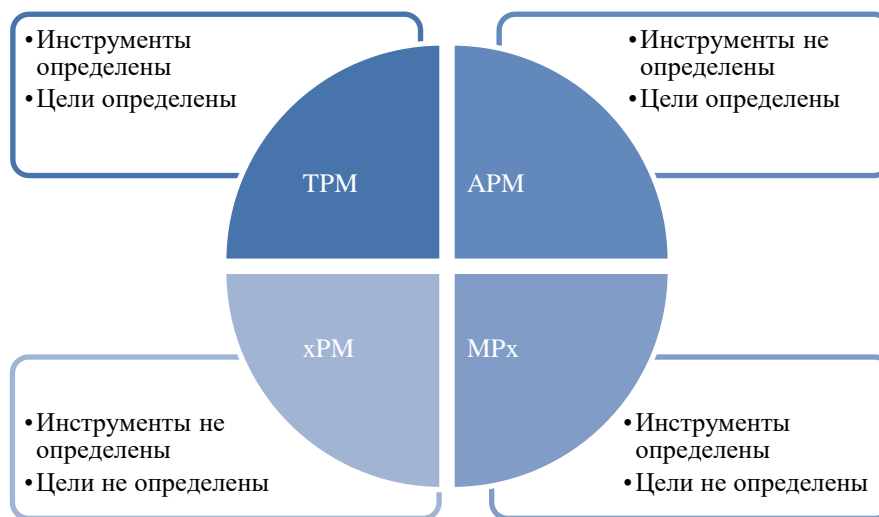 •Инструменты
определены
•Цели определены
•Инструменты не
определены
•Цели определены
TPM
APM
xPM
MPx
•Инструменты не
определены
•Цели не определены
•Инструменты
определены
•Цели не определены